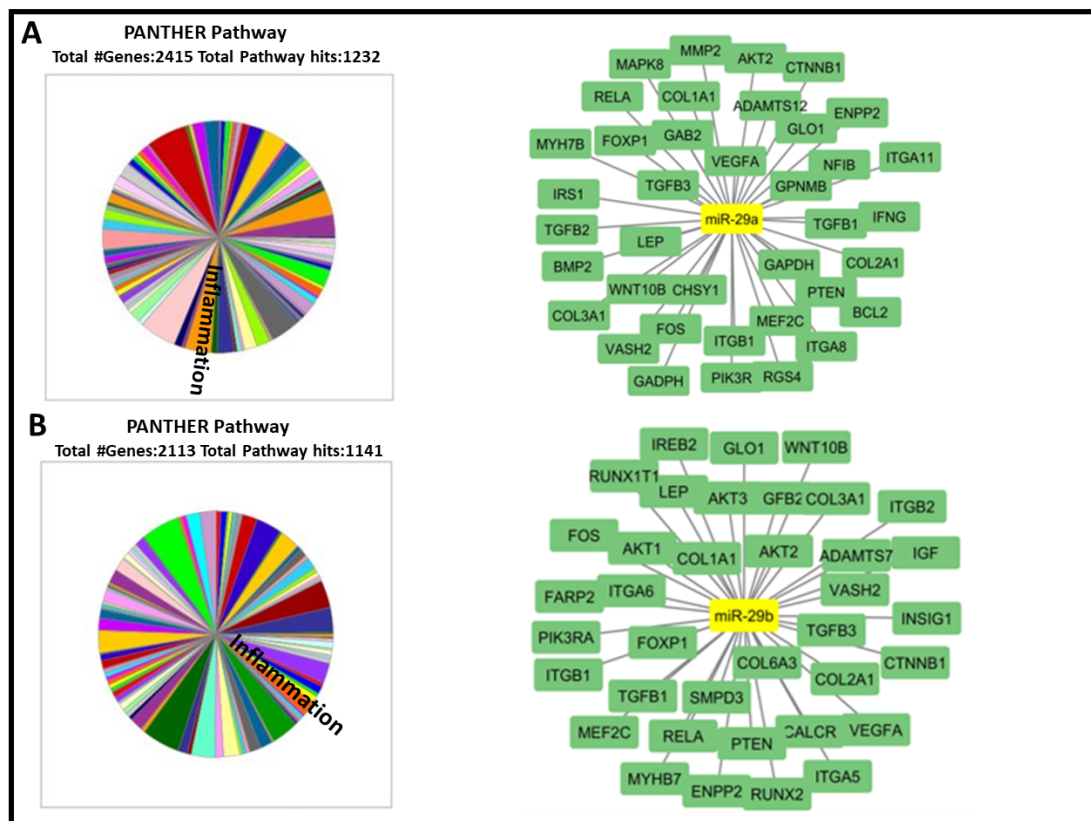 A
PANTHER Pathway
Total #Genes:2415 Total Pathway hits:1232
Inflammation
MMP2
AKT2
MAPK8
CTNNB1
RELA
COL1A1
ADAMTS12
ENPP2
MYH7B
FOXP1
GAB2
GLO1
VEGFA
NFIB
ITGA11
IRS1
TGFB3
GPNMB
miR-29a
TGFB1
IFNG
TGFB2
LEP
BMP2
GAPDH
COL2A1
WNT10B
CHSY1
PTEN
COL3A1
FOS
MEF2C
BCL2
VASH2
ITGB1
ITGA8
GADPH
PIK3R
RGS4
B
PANTHER Pathway
Total #Genes:2113 Total Pathway hits:1141
Inflammation
IREB2
GLO1
WNT10B
RUNX1T1
LEP
AKT3
GFB2
COL3A1
ITGB2
FOS
AKT1
COL1A1
AKT2
ADAMTS7
IGF
FARP2
ITGA6
VASH2
miR-29b
INSIG1
PIK3RA
FOXP1
TGFB3
ITGB1
COL6A3
CTNNB1
TGFB1
SMPD3
COL2A1
MEF2C
RELA
PTEN
CALCR
VEGFA
MYHB7
ENPP2
RUNX2
ITGA5